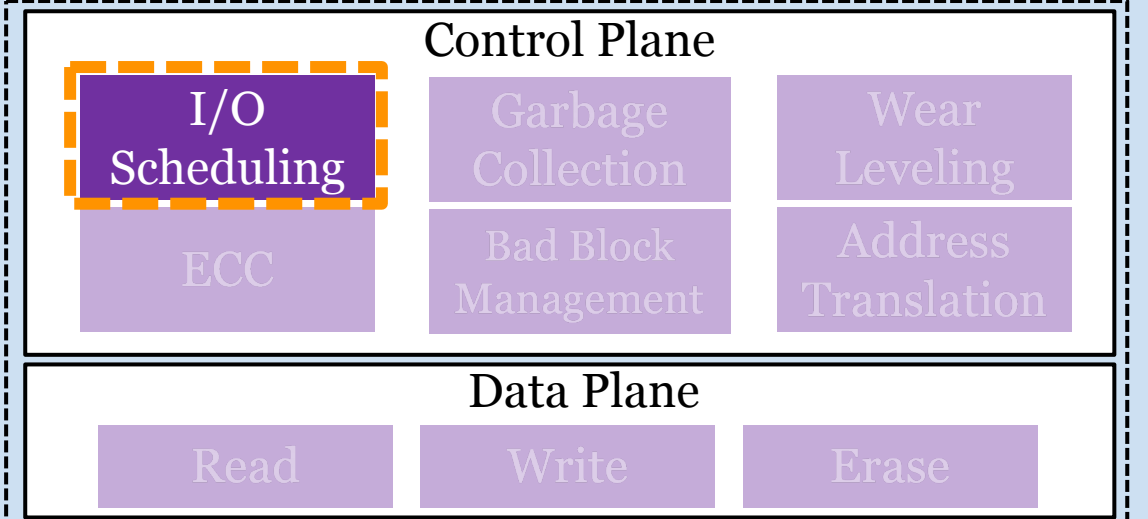 Control Plane
I/O
Scheduling
Garbage
Collection
Wear
Leveling
ECC
Bad Block
Management
Address
Translation
Data Plane
Read
Write
Erase